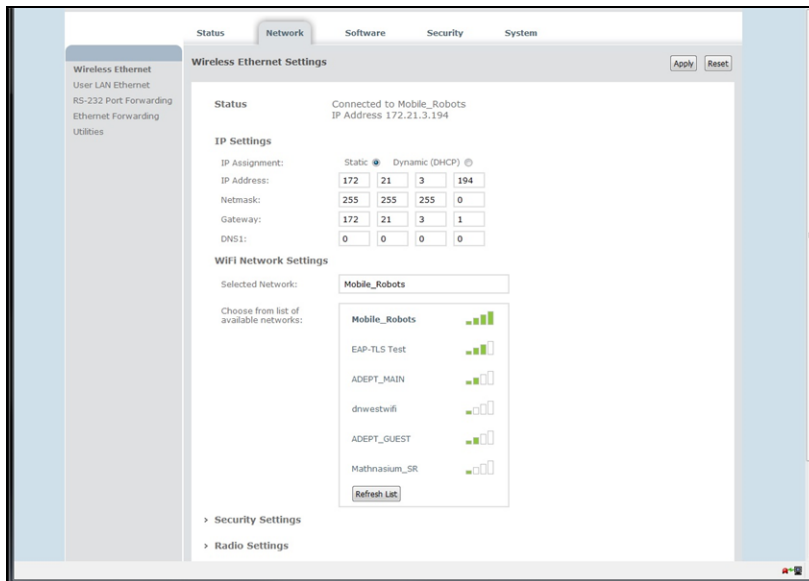 Status Network Software Security System
Wireless Ethernet
User LAN Ethernet
RS-232 Port Forwarding
Ethernet Forwarding
Utilities
Wireless Ethernet Settings Apply Reset
Status Connected to Mobile_Robots
IP Address 172.21.3.194
IP Settings
IP Assignment: Static Dynamic (DHCP)
IP Address: 172 21 3 194
Netmask: 255 255 255 0
Gateway: 172 21 3 1
DNS1: 0 0 0 0
WiFi Network Settings
Selected Network: Mobile_Robots
Choose from list of
available networks:
Mobile_Robots
EAP-TLS Test
ADEPT_MAIN
dnwestwifi
ADEPT_GUEST
Mathnasium_SR
Refresh List
› Security Settings
› Radio Settings